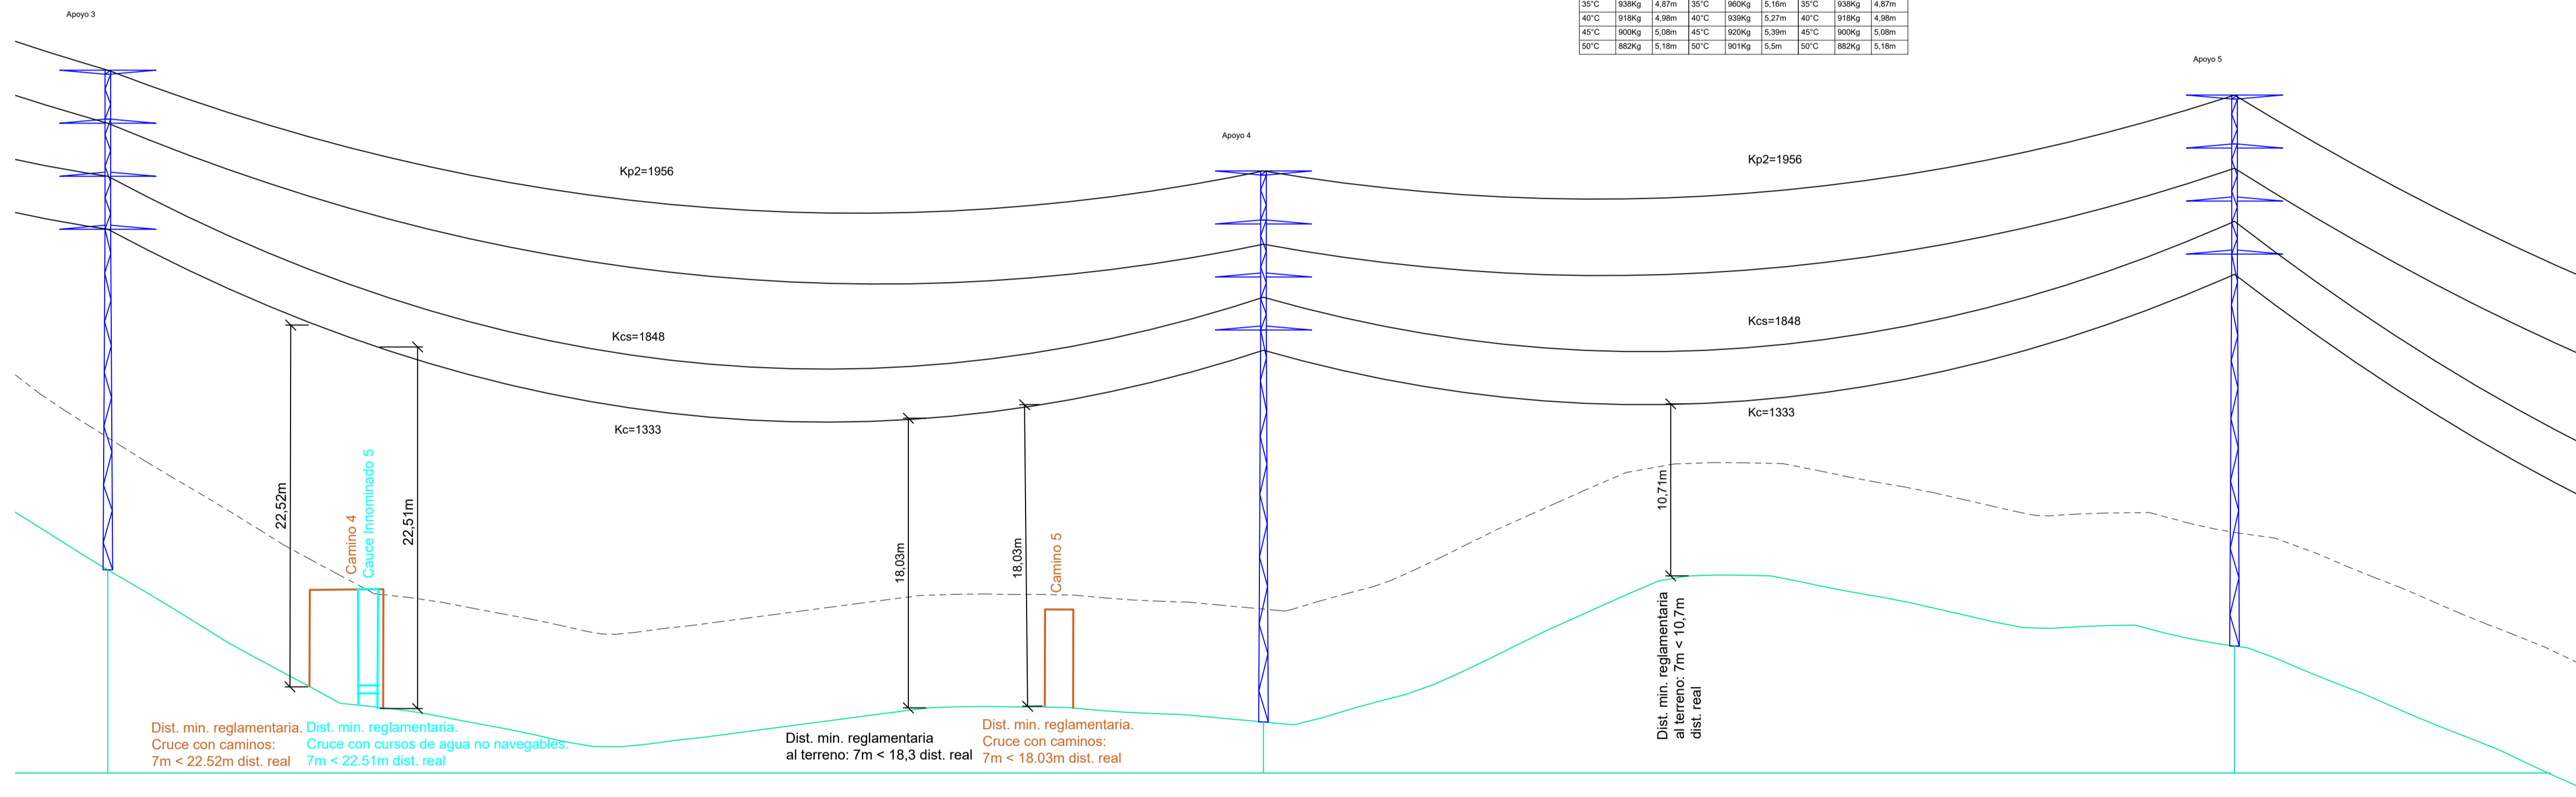 Apoyo 3
35°C 938Kg 4,87m 35°C 960Kg 5,16m 35°C 938Kg 4,87m
40°C 918Kg 4,98m 40°C 939Kg 5,27m 40°C 918Kg 4,98m
45°C 900Kg 5,08m 45°C 920Kg 5,39m 45°C 900Kg 5,08m
50°C 882Kg 5,18m 50°C 901Kg 5,5m 50°C 882Kg 5,18m
Apoyo 5
Apoyo 4
Kp2=1956
Kp2=1956
Kcs=1848
Kcs=1848
Kc=1333
Kc=1333
22,52m
Camino 4
Cauce Innominado 5
22,51m
18,03m
18,03m
Camino 5
10,71m
Dist. min. reglamentaria.
Cruce con caminos:
7m < 22.52m dist. real
Dist. min. reglamentaria.
Cruce con cursos de agua no navegables.
7m < 22.51m dist. real
Dist. min. reglamentaria
al terreno: 7m < 18,3 dist. real
Dist. min. reglamentaria.
Cruce con caminos:
7m < 18.03m dist. real
Dist. min. reglamentaria
al terreno: 7m < 10,7m
dist. real